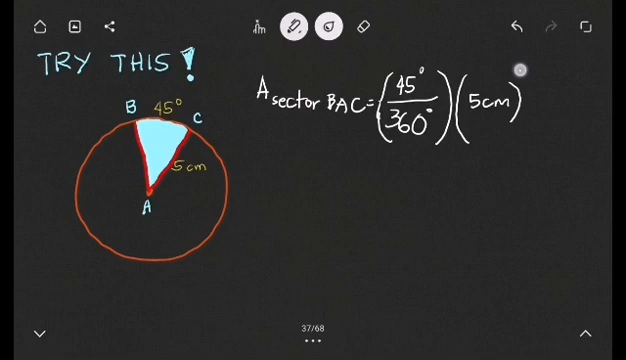 TRY THIS!
B 45° C
5cm
A
A sector BAC = (45°/360°)(5cm)
37/68